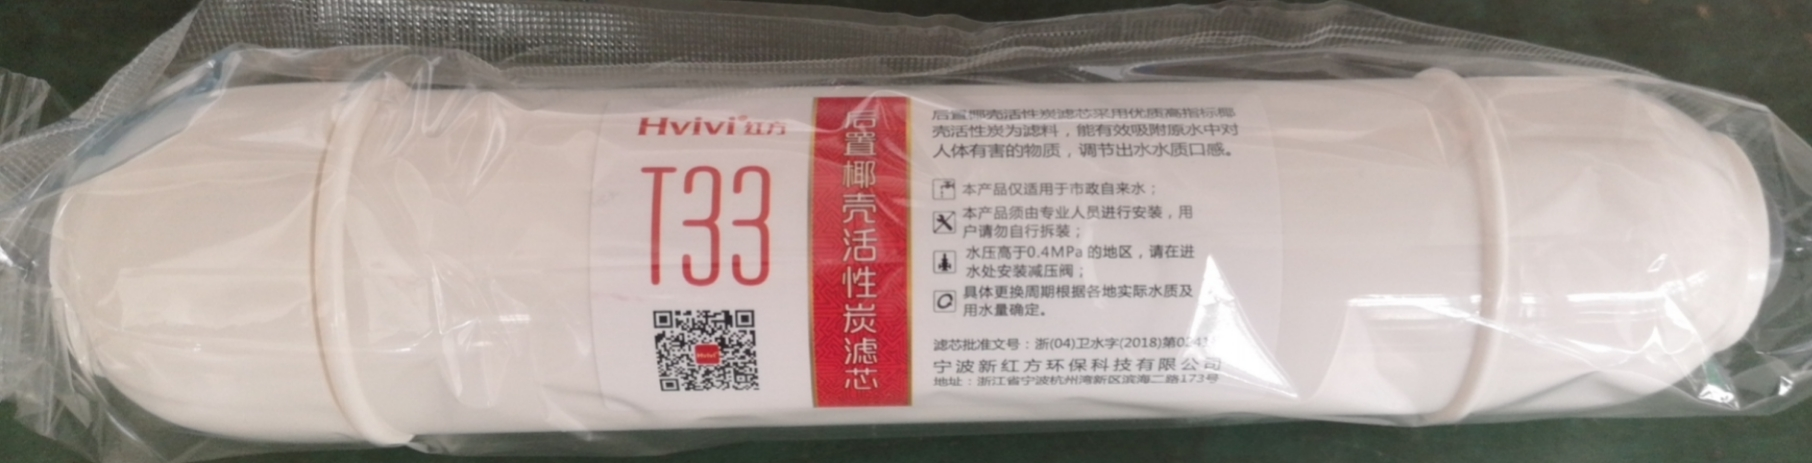 Hvivi®红方
T33
后置椰壳活性炭滤芯
后置椰壳活性炭滤芯采用优质高指标椰
壳活性炭为滤料，能有效吸附原水中对
人体有害的物质，调节出水水质口感。
本产品仅适用于市政自来水；
本产品须由专业人员进行安装，用
户请勿自行拆装；
水压高于0.4MPa 的地区，请在进
水处安装减压阀；
具体更换周期根据各地实际水质及
用水量确定。
滤芯批准文号：浙(04)卫水字(2018)第0241
宁波新红方环保科技有限公司
地址：浙江省宁波杭州湾新区滨海二路173号
Hvivi